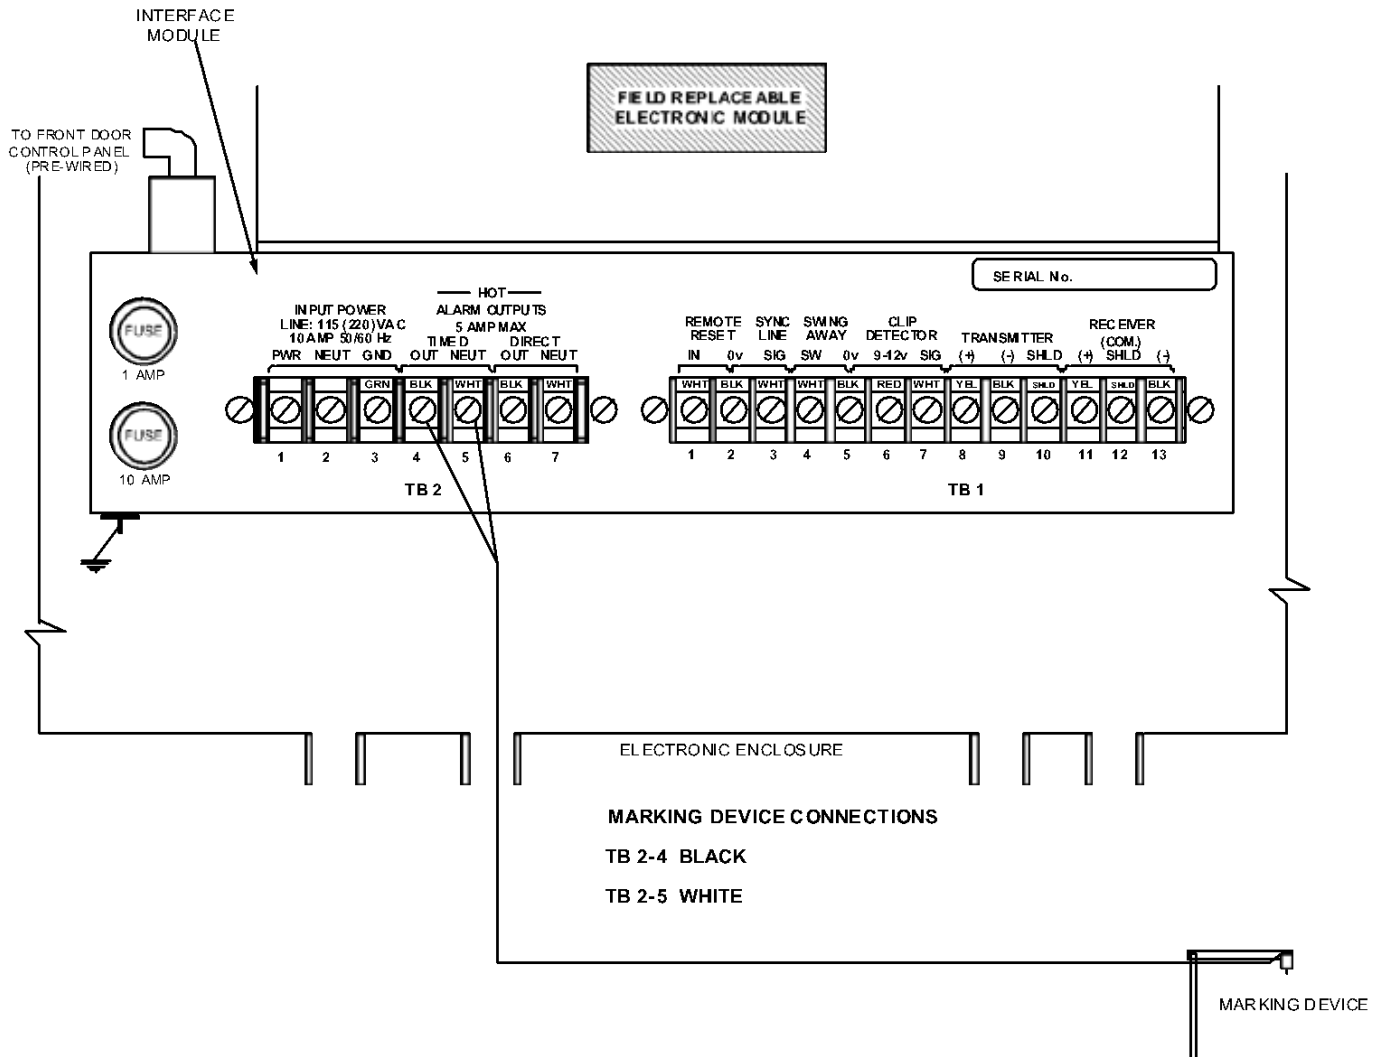 INTERFACE
MODULE
FIELD REPLACEABLE
ELECTRONIC MODULE
TO FRONT DOOR
CONTROL PANEL
(PRE-WIRED)
SERIAL No.
HOT
INPUT POWER
LINE: 115 (220) VAC
10 AMP 50/60 Hz
ALARM OUTPUTS
5 AMP MAX
TIMED DIRECT
PWR NEUT GND OUT NEUT OUT NEUT
REMOTE
RESET
SYNC
LINE
SWING
AWAY
CLIP
DETECTOR
TRANSMITTER
RECEIVER
(COM.)
IN 0v SIG SW 0v 9-12v SIG (+) (-) SHLD (+) SHLD (-)
FUSE
1 AMP
FUSE
10 AMP
GRN BLK WHT BLK WHT
WHT BLK WHT WHT BLK RED WHT YEL BLK SHLD YEL SHLD BLK
1 2 3 4 5 6 7
1 2 3 4 5 6 7 8 9 10 11 12 13
TB 2
TB 1
ELECTRONIC ENCLOSURE
MARKING DEVICE CONNECTIONS
TB 2-4 BLACK
TB 2-5 WHITE
MARKING DEVICE